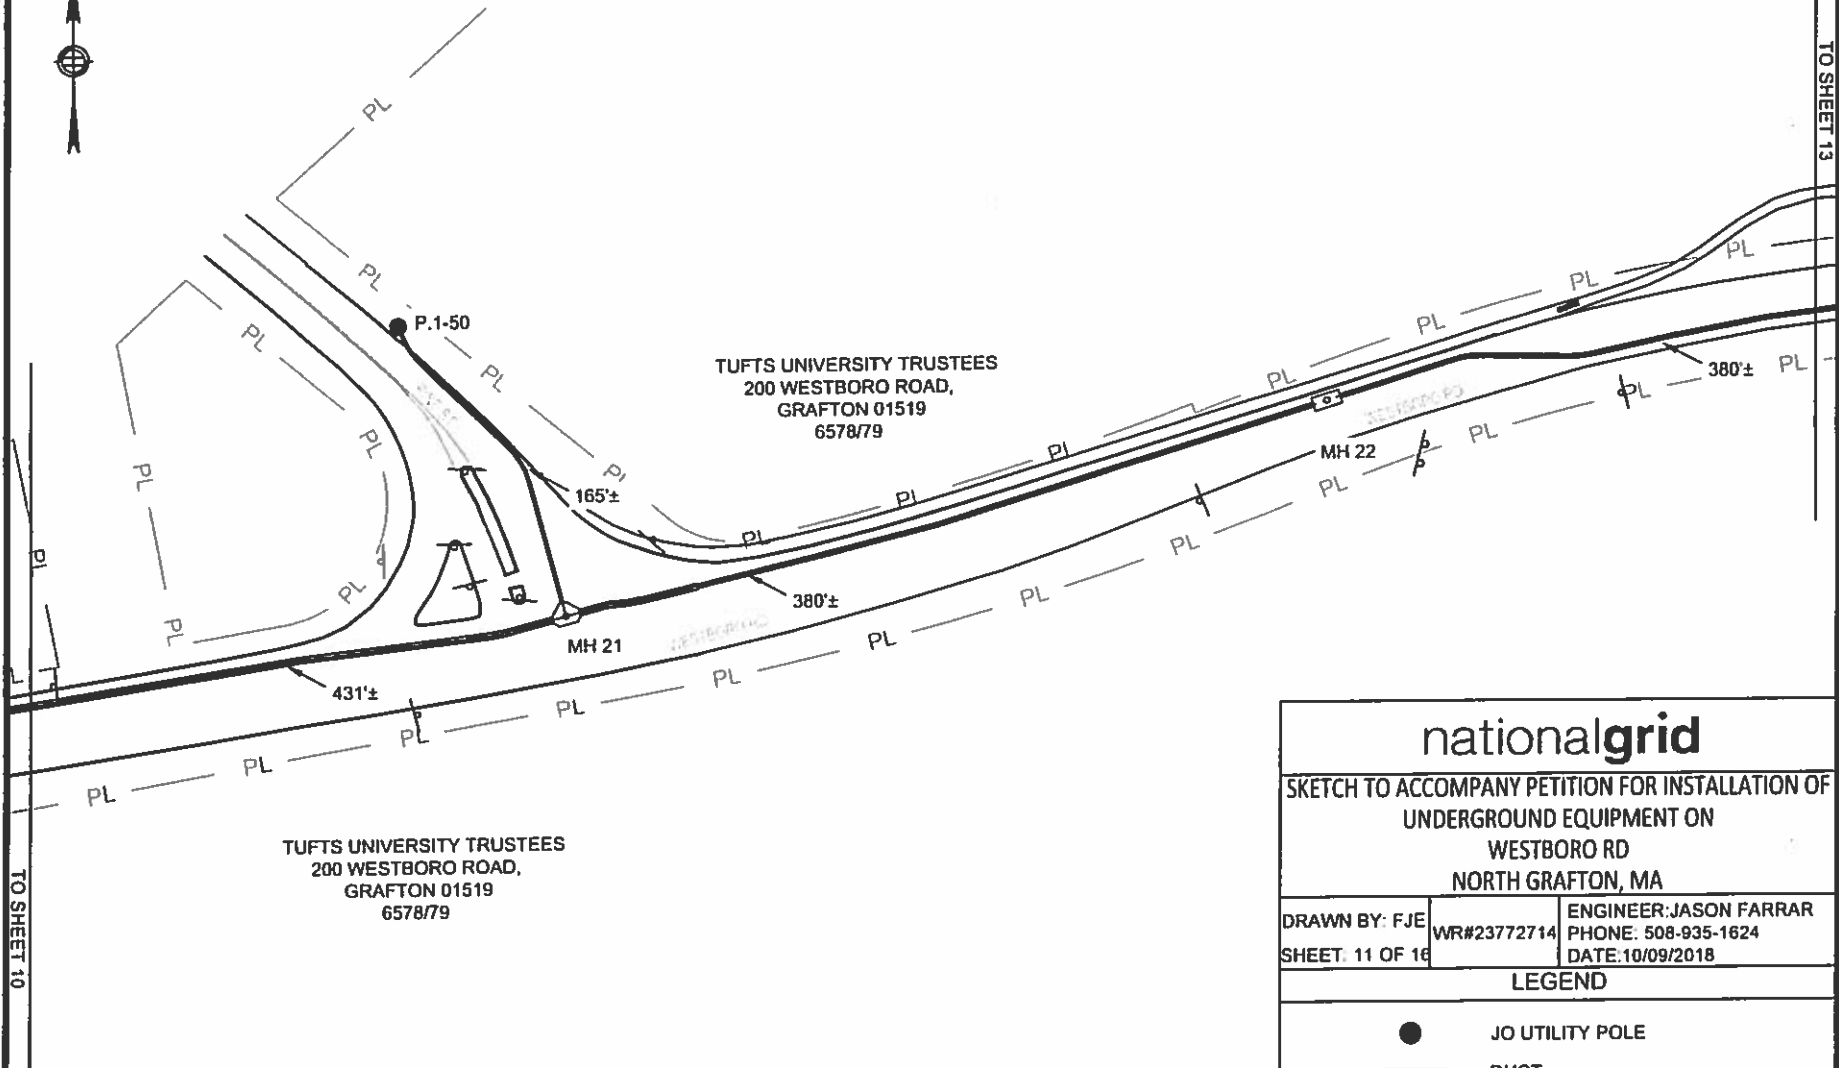 TO SHEET 13
PL
PL
PL
PL
PL
PL
PL
PL
PL
P.1-50
PL
TUFTS UNIVERSITY TRUSTEES
200 WESTBORO ROAD,
GRAFTON 01519
6578/79
380'±
PL
PL
PL
PL
MH 22
PL
PL
PL
165'±
PL
PL
PL
PL
PL
PL
PL
380'±
PL
PL
MH 21
PL
PL
431'±
PL
PL
PL
PL
TUFTS UNIVERSITY TRUSTEES
200 WESTBORO ROAD,
GRAFTON 01519
6578/79
TO SHEET 10
nationalgrid
SKETCH TO ACCOMPANY PETITION FOR INSTALLATION OF
UNDERGROUND EQUIPMENT ON
WESTBORO RD
NORTH GRAFTON, MA
DRAWN BY: FJE
SHEET: 11 OF 16
WR#23772714
ENGINEER:JASON FARRAR
PHONE: 508-935-1624
DATE:10/09/2018
LEGEND
JO UTILITY POLE